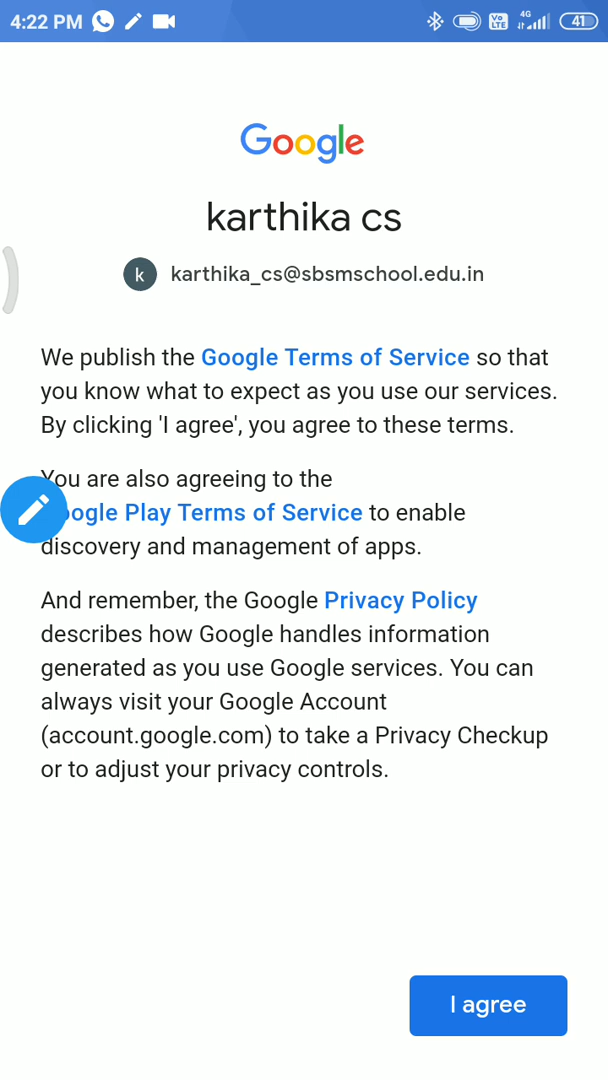 4:22 PM
Vo LTE 4G 41
Google
karthika cs
k karthika_cs@sbsmschool.edu.in
We publish the Google Terms of Service so that
you know what to expect as you use our services.
By clicking 'I agree', you agree to these terms.
You are also agreeing to the
ogle Play Terms of Service to enable
discovery and management of apps.
And remember, the Google Privacy Policy
describes how Google handles information
generated as you use Google services. You can
always visit your Google Account
(account.google.com) to take a Privacy Checkup
or to adjust your privacy controls.
I agree